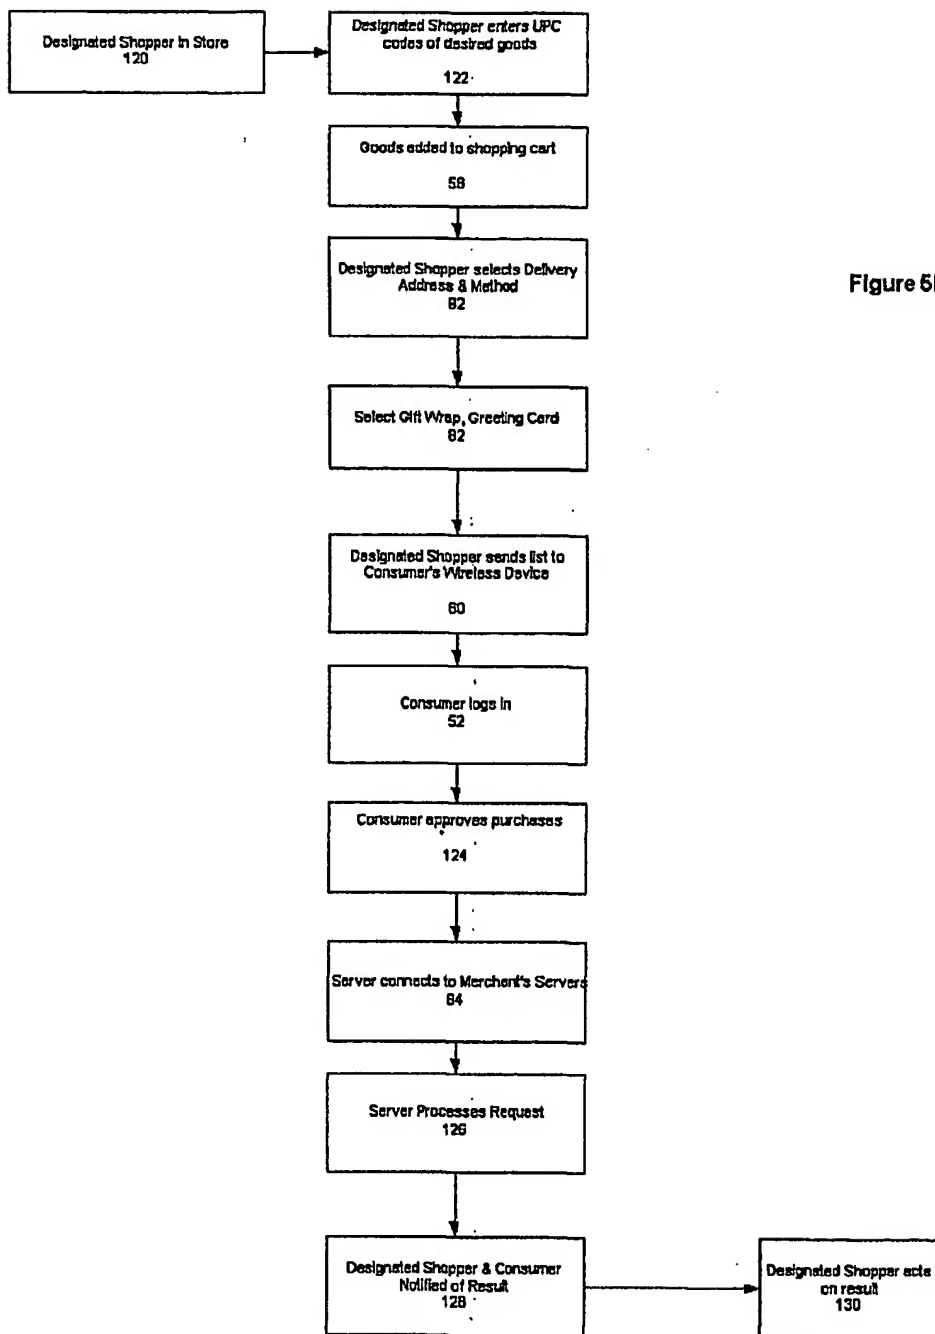 Designated Shopper in Store
120
Designated Shopper enters UPC
codes of desired goods
122
Goods added to shopping cart
58
Designated Shopper selects Delivery
Address & Method
82
Select Gift Wrap, Greeting Card
82
Designated Shopper sends list to
Consumer's Wireless Device
60
Consumer logs in
52
Consumer approves purchases
124
Server connects to Merchant's Servers
84
Server Processes Request
126
Designated Shopper & Consumer
Notified of Result
128
Designated Shopper acts
on result
130
Figure